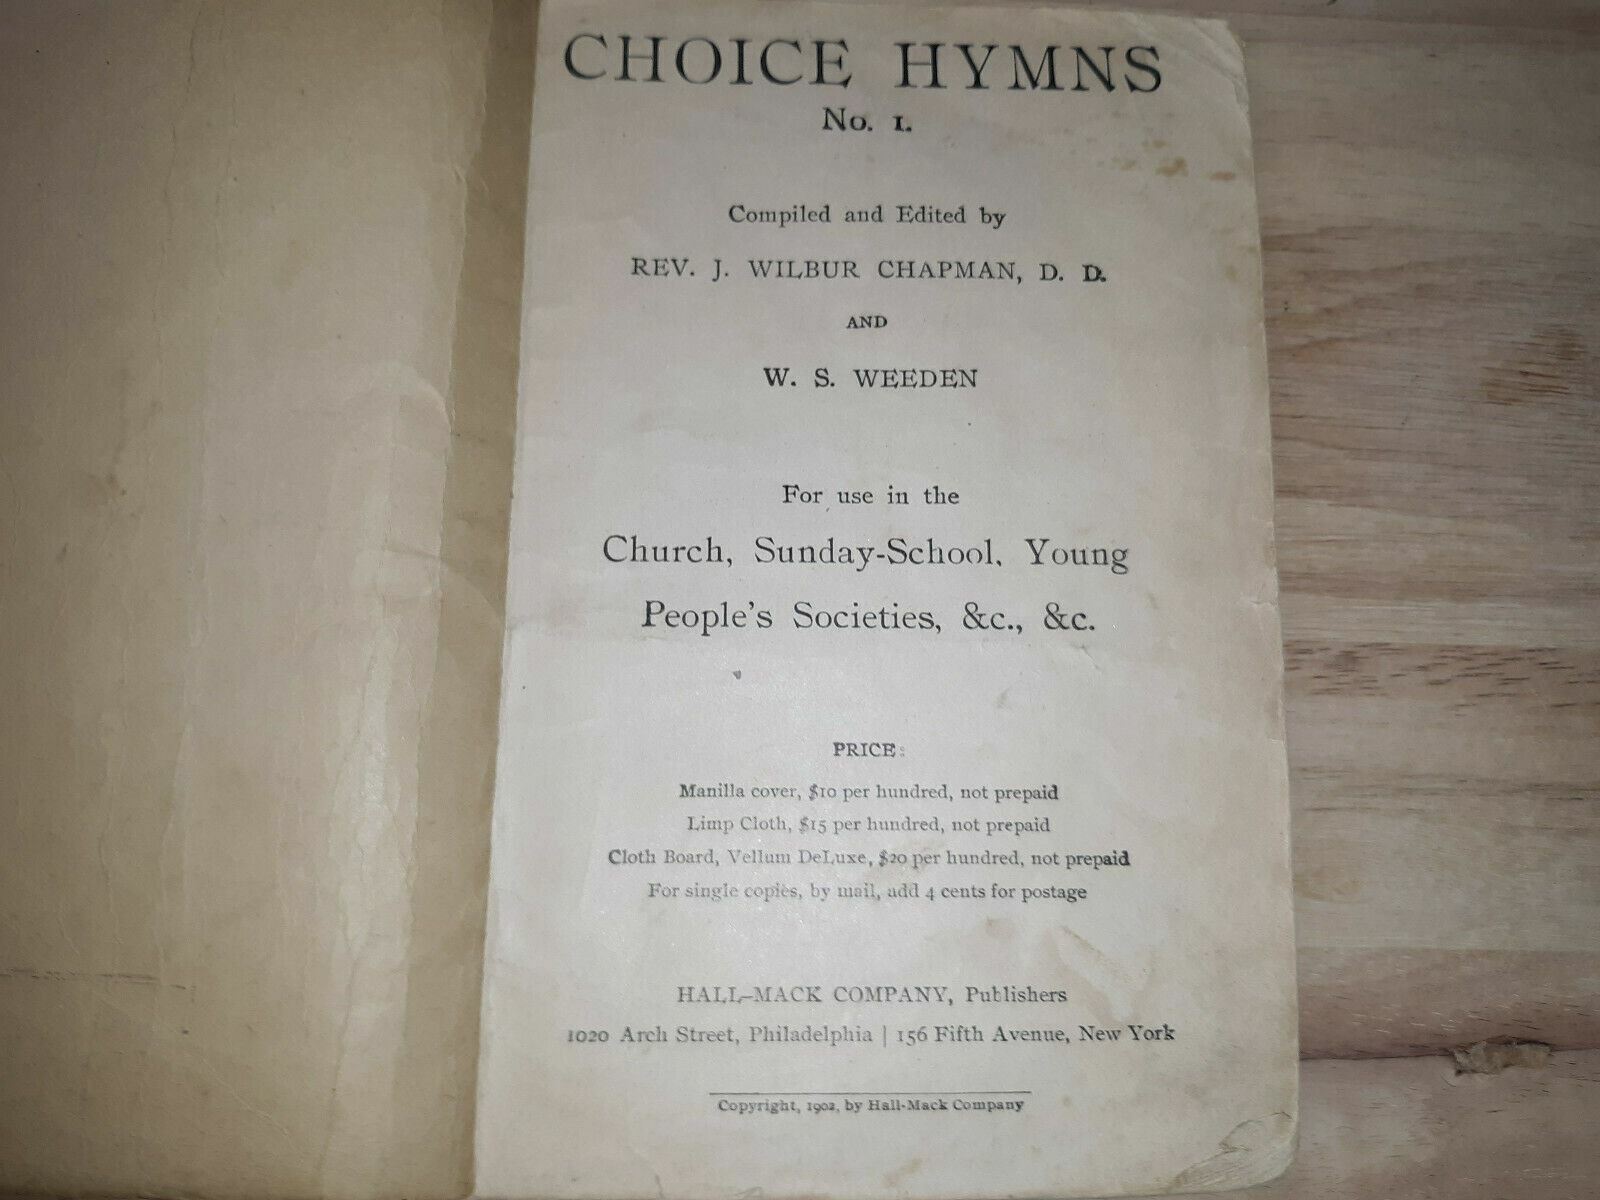 CHOICE HYMNS
No. 1.
Compiled and Edited by
REV. J. WILBUR CHAPMAN, D. D.
AND
W. S. WEEDEN
For use in the
Church, Sunday-School, Young
People's Societies, &c., &c.
PRICE:
Manilla cover, $10 per hundred, not prepaid
Limp Cloth, $15 per hundred, not prepaid
Cloth Board, Vellum DeLuxe, $20 per hundred, not prepaid
For single copies, by mail, add 4 cents for postage
HALL-MACK COMPANY, Publishers
1020 Arch Street, Philadelphia | 156 Fifth Avenue, New York
Copyright, 1902, by Hall-Mack Company